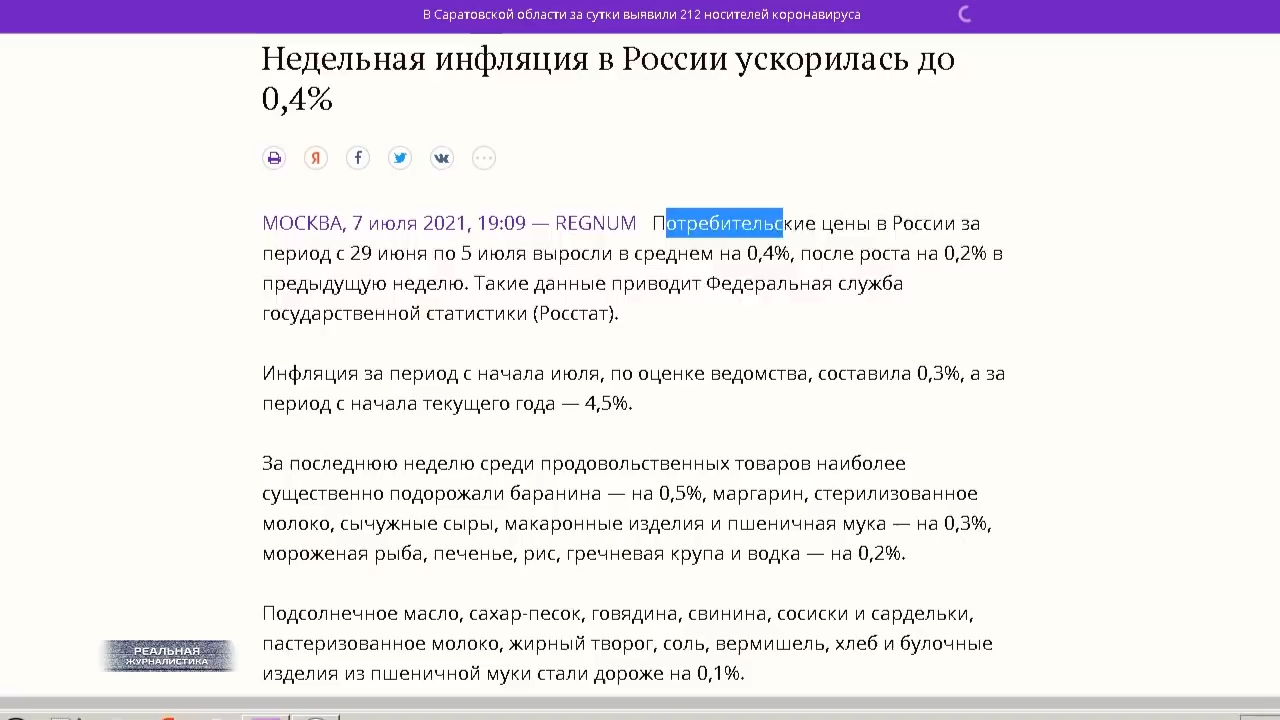 В Саратовской области за сутки выявили 212 носителей коронавируса
Недельная инфляция в России ускорилась до
0,4%
МОСКВА, 7 июля 2021, 19:09 — REGNUM Потребительские цены в России за
период с 29 июня по 5 июля выросли в среднем на 0,4%, после роста на 0,2% в
предыдущую неделю. Такие данные приводит Федеральная служба
государственной статистики (Росстат).
Инфляция за период с начала июля, по оценке ведомства, составила 0,3%, а за
период с начала текущего года — 4,5%.
За последнюю неделю среди продовольственных товаров наиболее
существенно подорожали баранина — на 0,5%, маргарин, стерилизованное
молоко, сычужные сыры, макаронные изделия и пшеничная мука — на 0,3%,
мороженая рыба, печенье, рис, гречневая крупа и водка — на 0,2%.
Подсолнечное масло, сахар-песок, говядина, свинина, сосиски и сардельки,
пастеризованное молоко, жирный творог, соль, вермишель, хлеб и булочные
изделия из пшеничной муки стали дороже на 0,1%.
РЕАЛЬНАЯ
ЖУРНАЛИСТИКА